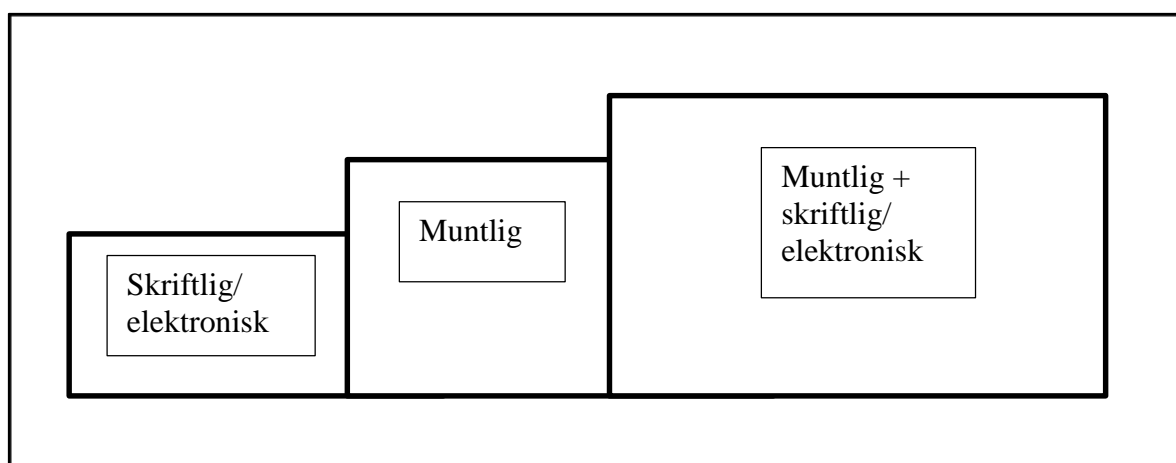 Skriftlig/
elektronisk
Muntlig
Muntlig +
skriftlig/
elektronisk